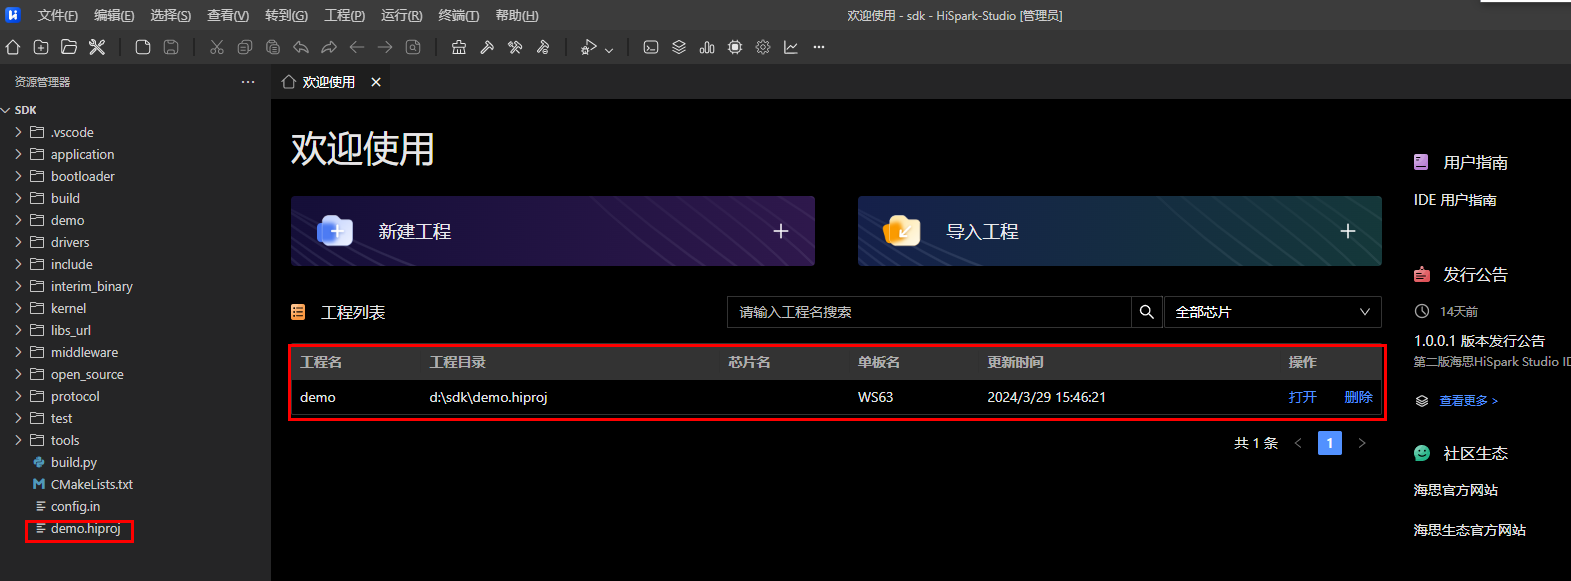 文件(F) 编辑(E) 选择(S) 查看(V) 转到(G) 工程(P) 运行(R) 终端(T) 帮助(H) 欢迎使用 - sdk - HiSpark-Studio [管理员]
资源管理器
欢迎使用
SDK
.vscode
application
bootloader
build
demo
drivers
include
interim_binary
kernel
libs_url
middleware
open_source
protocol
test
tools
build.py
CMakeLists.txt
config.in
demo.hiproj
欢迎使用
新建工程
导入工程
工程列表
请输入工程名搜索
全部芯片
工程名 工程目录 芯片名 单板名 更新时间 操作
demo d:\sdk\demo.hiproj WS63 2024/3/29 15:46:21 打开 删除
共 1 条 < 1 >
用户指南
IDE 用户指南
发行公告
14天前
1.0.0.1 版本发行公告
第二版海思HiSpark Studio ID
查看更多 >
社区生态
海思官方网站
海思生态官方网站